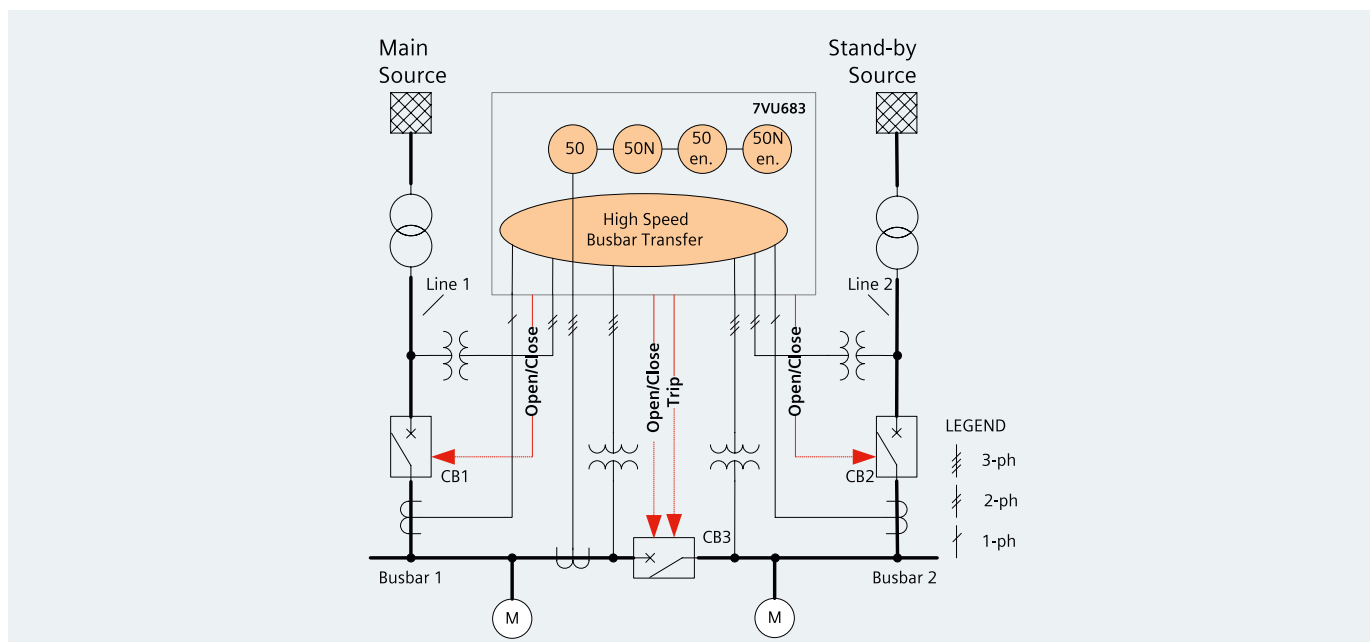 Main
Source
Stand-by
Source
7VU683
50
50N
50
en.
50N
en.
High Speed
Busbar Transfer
Line 1
Line 2
Open/Close
Open/Close
Trip
Open/Close
LEGEND
3-ph
2-ph
1-ph
CB1
CB2
CB3
Busbar 1
Busbar 2
M
M